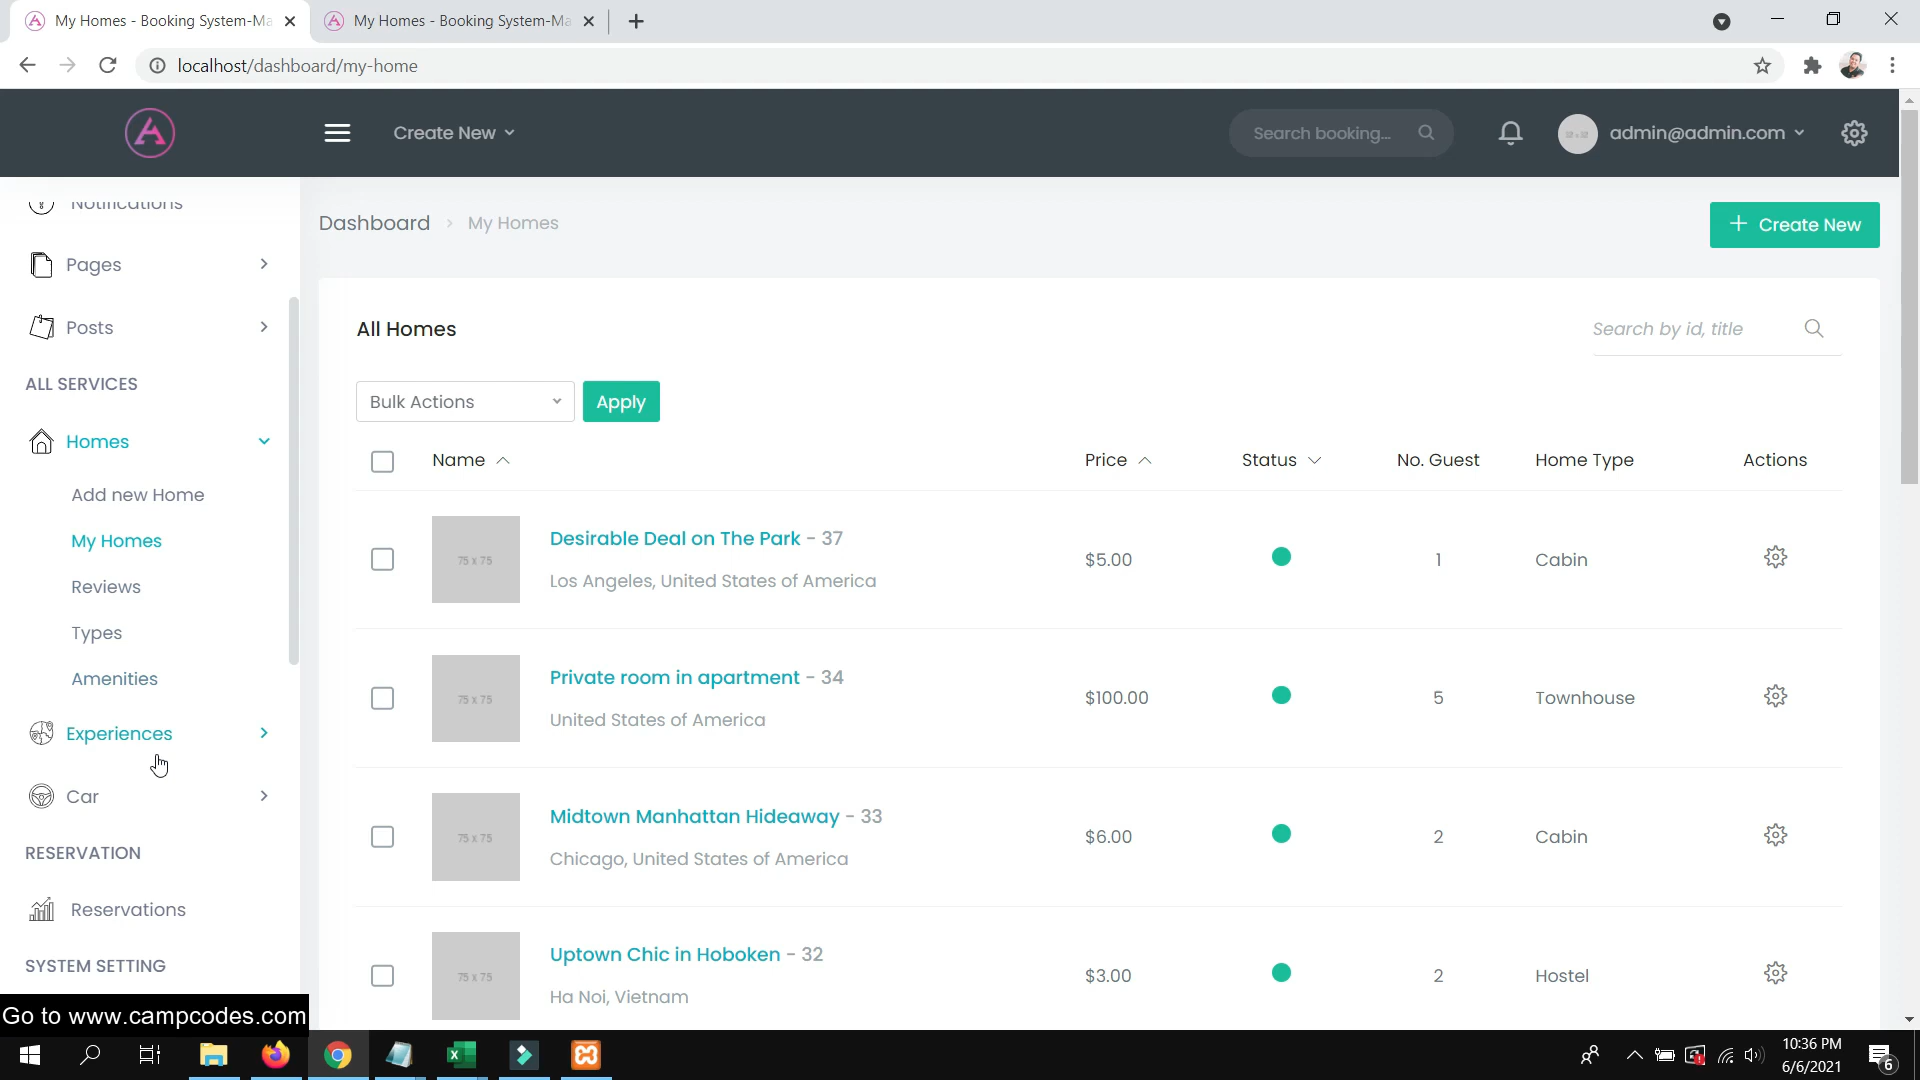 My Homes - Booking System-Ma
My Homes - Booking System-Ma
localhost/dashboard/my-home
Create New
Search booking...
admin@admin.com
Notifications
Pages
Posts
ALL SERVICES
Homes
Add new Home
My Homes
Reviews
Types
Amenities
Experiences
Car
RESERVATION
Reservations
SYSTEM SETTING
Dashboard > My Homes
+ Create New
All Homes
Search by id, title
Bulk Actions
Apply
Name Price Status No. Guest Home Type Actions
75 x 75
Desirable Deal on The Park - 37
Los Angeles, United States of America
$5.00 1 Cabin
75 x 75
Private room in apartment - 34
United States of America
$100.00 5 Townhouse
75 x 75
Midtown Manhattan Hideaway - 33
Chicago, United States of America
$6.00 2 Cabin
75 x 75
Uptown Chic in Hoboken - 32
Ha Noi, Vietnam
$3.00 2 Hostel
Go to www.campcodes.com
10:36 PM
6/6/2021
6